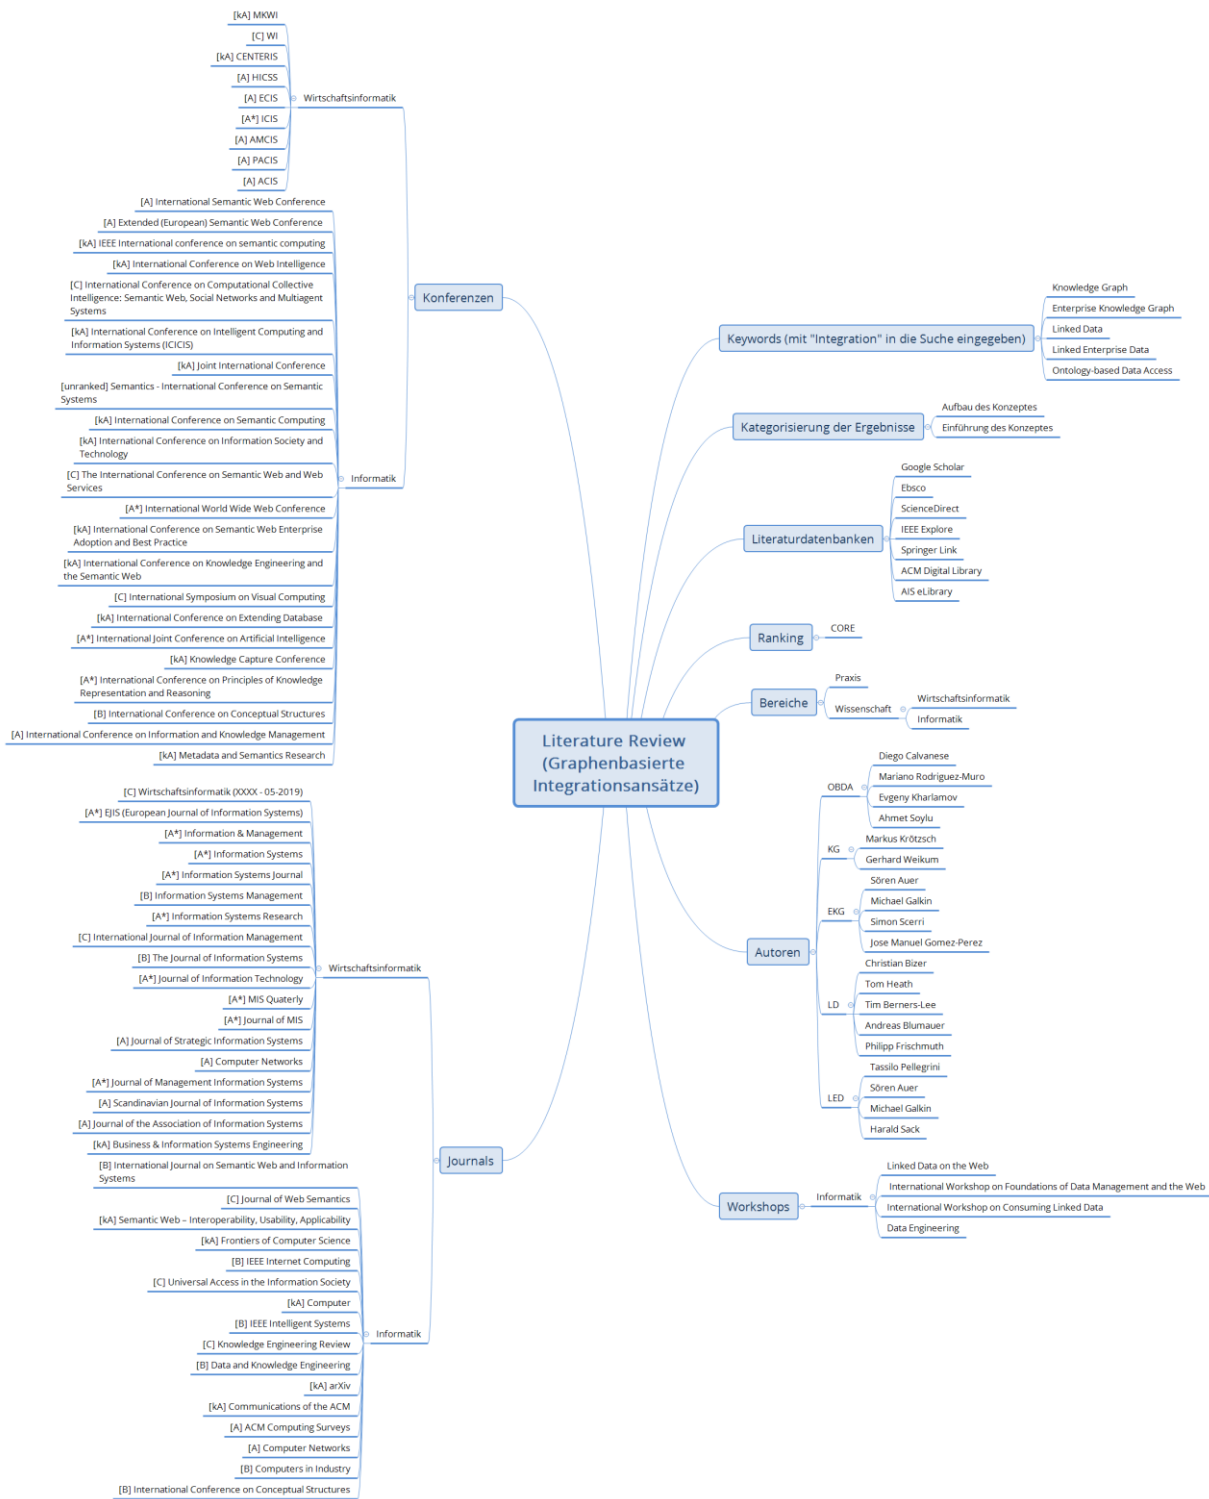 [kA] MKWI
[C] WI
[kA] CENTERIS
[A] HICSS
[A] ECIS
[A*] ICIS
[A] AMCIS
[A] PACIS
[A] ACIS
Wirtschaftsinformatik
[A] International Semantic Web Conference
[A] Extended (European) Semantic Web Conference
[kA] IEEE International conference on semantic computing
[kA] International Conference on Web Intelligence
[C] International Conference on Computational Collective
Intelligence: Semantic Web, Social Networks and Multiagent
Systems
[kA] International Conference on Intelligent Computing and
Information Systems (ICICIS)
[kA] Joint International Conference
[unranked] Semantics - International Conference on Semantic
Systems
[kA] International Conference on Semantic Computing
[kA] International Conference on Information Society and
Technology
[C] The International Conference on Semantic Web and Web
Services
[A*] International World Wide Web Conference
[kA] International Conference on Semantic Web Enterprise
Adoption and Best Practice
[kA] International Conference on Knowledge Engineering and
the Semantic Web
[C] International Symposium on Visual Computing
[kA] International Conference on Extending Database
[A*] International Joint Conference on Artificial Intelligence
[kA] Knowledge Capture Conference
[A*] International Conference on Principles of Knowledge
Representation and Reasoning
[B] International Conference on Conceptual Structures
[A] International Conference on Information and Knowledge Management
[kA] Metadata and Semantics Research
Informatik
Konferenzen
[C] Wirtschaftsinformatik (XXXX - 05-2019)
[A*] EJIS (European Journal of Information Systems)
[A*] Information & Management
[A*] Information Systems
[A*] Information Systems Journal
[B] Information Systems Management
[A*] Information Systems Research
[C] International Journal of Information Management
[B] The Journal of Information Systems
[A*] Journal of Information Technology
[A*] MIS Quaterly
[A*] Journal of MIS
[A] Journal of Strategic Information Systems
[A] Computer Networks
[A*] Journal of Management Information Systems
[A] Scandinavian Journal of Information Systems
[A] Journal of the Association of Information Systems
[kA] Business & Information Systems Engineering
Wirtschaftsinformatik
[B] International Journal on Semantic Web and Information
Systems
[C] Journal of Web Semantics
[kA] Semantic Web – Interoperability, Usability, Applicability
[kA] Frontiers of Computer Science
[B] IEEE Internet Computing
[C] Universal Access in the Information Society
[kA] Computer
[B] IEEE Intelligent Systems
[C] Knowledge Engineering Review
[B] Data and Knowledge Engineering
[kA] arXiv
[kA] Communications of the ACM
[A] ACM Computing Surveys
[A] Computer Networks
[B] Computers in Industry
[B] International Conference on Conceptual Structures
Informatik
Journals
Literature Review
(Graphenbasierte
Integrationsansätze)
Keywords (mit "Integration" in die Suche eingegeben)
Knowledge Graph
Enterprise Knowledge Graph
Linked Data
Linked Enterprise Data
Ontology-based Data Access
Kategorisierung der Ergebnisse
Aufbau des Konzeptes
Einführung des Konzeptes
Literaturdatenbanken
Google Scholar
Ebsco
ScienceDirect
IEEE Explore
Springer Link
ACM Digital Library
AIS eLibrary
Ranking
CORE
Bereiche
Praxis
Wissenschaft
Wirtschaftsinformatik
Informatik
Autoren
OBDA
Diego Calvanese
Mariano Rodriguez-Muro
Evgeny Kharlamov
Ahmet Soylu
KG
Markus Krötzsch
Gerhard Weikum
EKG
Sören Auer
Michael Galkin
Simon Scerri
Jose Manuel Gomez-Perez
LD
Christian Bizer
Tom Heath
Tim Berners-Lee
Andreas Blumauer
Philipp Frischmuth
LED
Tassilo Pellegrini
Sören Auer
Michael Galkin
Harald Sack
Workshops
Informatik
Linked Data on the Web
International Workshop on Foundations of Data Management and the Web
International Workshop on Consuming Linked Data
Data Engineering